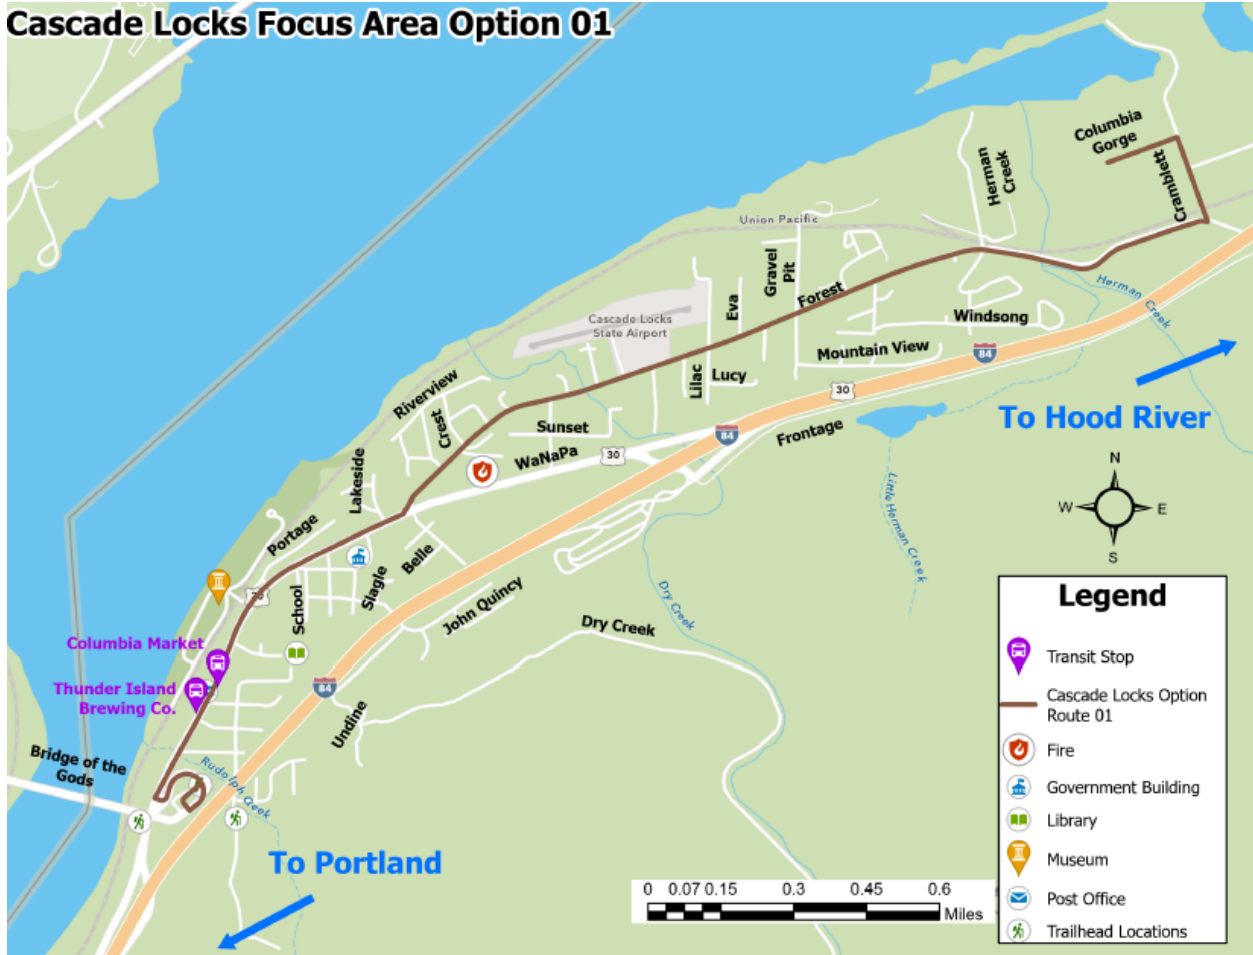 Cascade Locks Focus Area Option 01
Columbia
Gorge
Cramblett
Herman
Creek
Union Pacific
Gravel
Pit
Eva
Forest
Herman Creek
Cascade Locks
State Airport
Windsong
Mountain View
84
Lilac
Lucy
30
Riverview
Crest
Sunset
To Hood River
84
Frontage
WaNaPa
30
Lakeside
Little Herman Creek
N
W
E
S
Portage
Belle
Slagle
School
30
John Quincy
Dry Creek
Dry Creek
Columbia Market
Thunder Island
Brewing Co.
84
Undine
Bridge of the
Gods
Rudolph Creek
To Portland
0 0.07 0.15 0.3 0.45 0.6
Miles
Legend
Transit Stop
Cascade Locks Option
Route 01
Fire
Government Building
Library
Museum
Post Office
Trailhead Locations